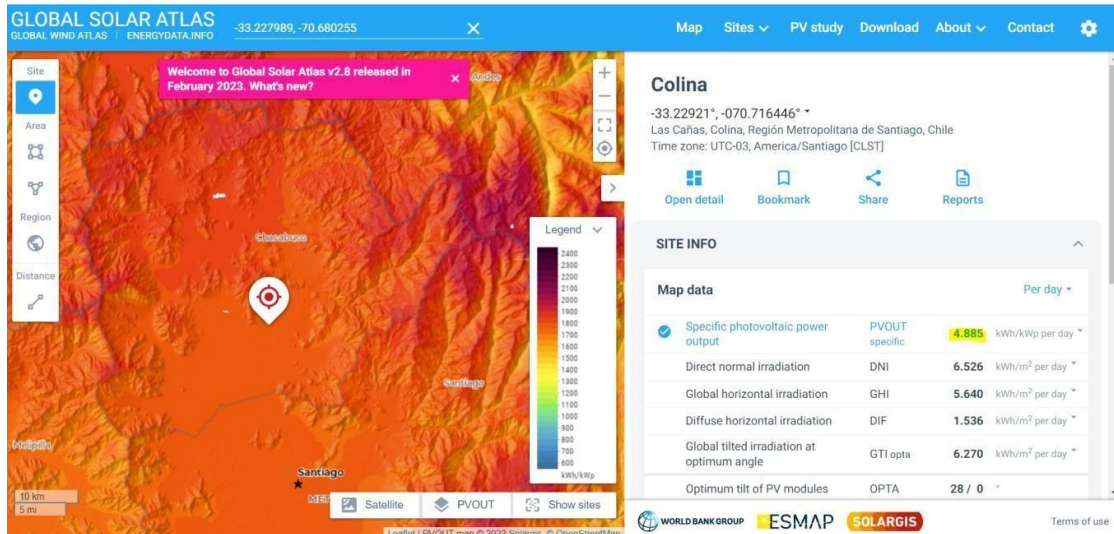 GLOBAL SOLAR ATLAS
GLOBAL WIND ATLAS | ENERGYDATA.INFO
-33.227989, -70.680255
Map Sites PV study Download About Contact
Site
Area
Region
Distance
Welcome to Global Solar Atlas v2.8 released in
February 2023. What's new?
Andes
Chacabuco
Santiago
Melipilla
Santiago
10 km
5 mi
Legend
2400
2300
2200
2100
2000
1900
1800
1700
1600
1500
1400
1300
1200
1100
1000
900
800
700
600
kWh/kWp
Satellite
PVOUT
Show sites
Leaflet | PVOUT map © 2023 Solargis, © OpenStreetMap
Colina
-33.22921°, -070.716446°
Las Cañas, Colina, Región Metropolitana de Santiago, Chile
Time zone: UTC-03, America/Santiago [CLST]
Open detail Bookmark Share Reports
SITE INFO
Map data Per day
Specific photovoltaic power
output
PVOUT
specific
4.885 kWh/kWp per day
Direct normal irradiation DNI 6.526 kWh/m² per day
Global horizontal irradiation GHI 5.640 kWh/m² per day
Diffuse horizontal irradiation DIF 1.536 kWh/m² per day
Global tilted irradiation at
optimum angle
GTI opta 6.270 kWh/m² per day
Optimum tilt of PV modules OPTA 28 / 0 °
WORLD BANK GROUP ESMAP SOLARGIS
Terms of use